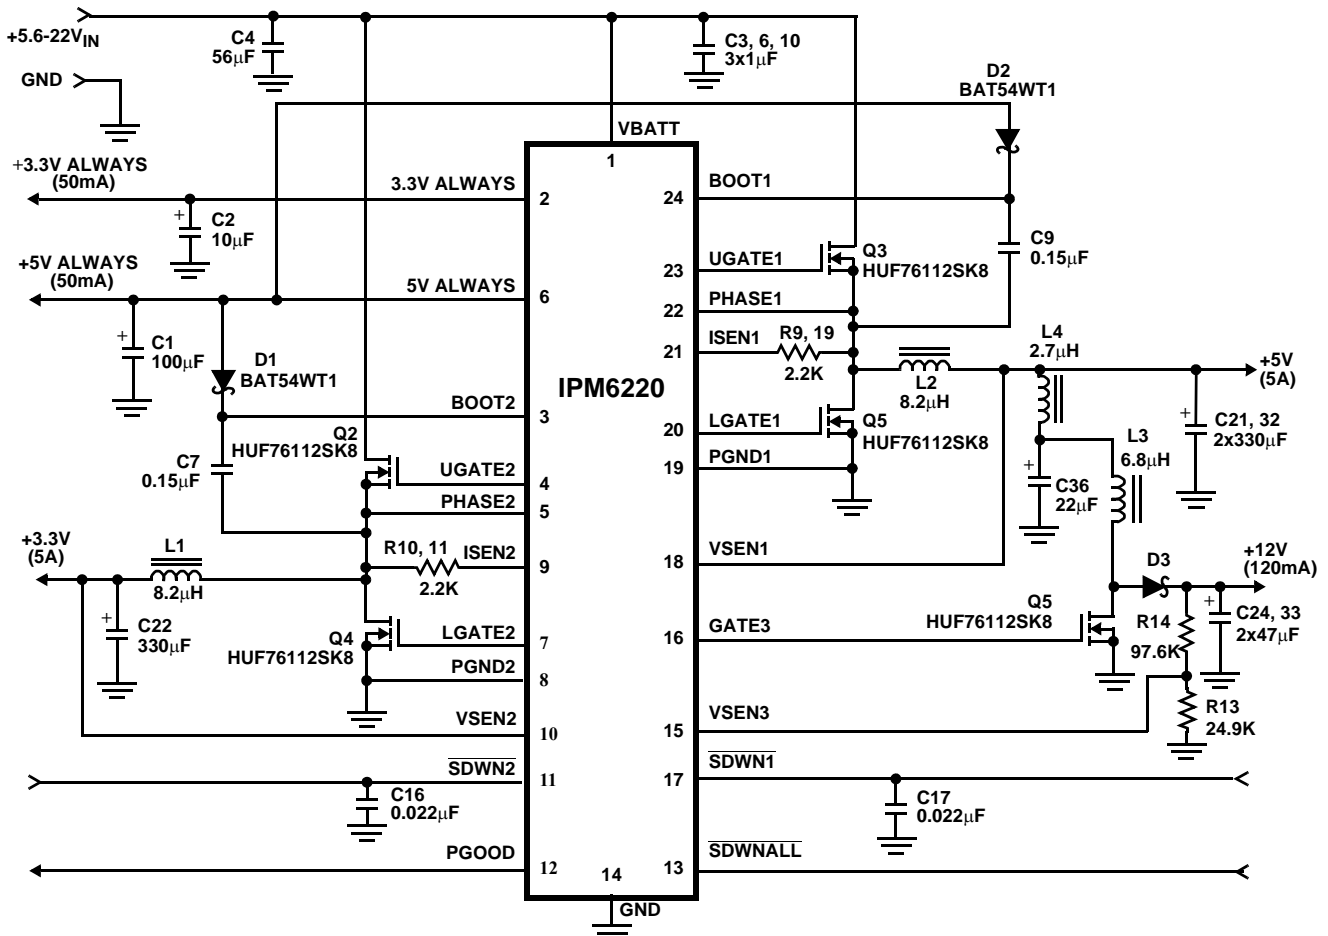 +5.6-22VIN
GND
C4
56µF
C3, 6, 10
3x1µF
D2
BAT54WT1
VBATT
1
+3.3V ALWAYS
(50mA)
3.3V ALWAYS
2
C2
10µF
+
BOOT1
24
C9
0.15µF
UGATE1
23
Q3
HUF76112SK8
+5V ALWAYS
(50mA)
5V ALWAYS
6
PHASE1
22
C1
100µF
+
D1
BAT54WT1
ISEN1
21
R9, 19
2.2K
L2
8.2µH
L4
2.7µH
+5V
(5A)
IPM6220
BOOT2
3
LGATE1
20
Q5
HUF76112SK8
PGND1
19
C21, 32
2x330µF
+
L3
6.8µH
C36
22µF
+
C7
0.15µF
Q2
HUF76112SK8
UGATE2
4
PHASE2
5
+3.3V
(5A)
L1
8.2µH
R10, 11
2.2K
ISEN2
9
VSEN1
18
D3
+12V
(120mA)
C22
330µF
+
Q4
HUF76112SK8
LGATE2
7
GATE3
16
Q5
HUF76112SK8
R14
97.6K
C24, 33
2x47µF
+
PGND2
8
VSEN2
10
VSEN3
15
R13
24.9K
SDWN2
11
C16
0.022µF
SDWN1
17
C17
0.022µF
PGOOD
12
SDWNALL
13
14
GND